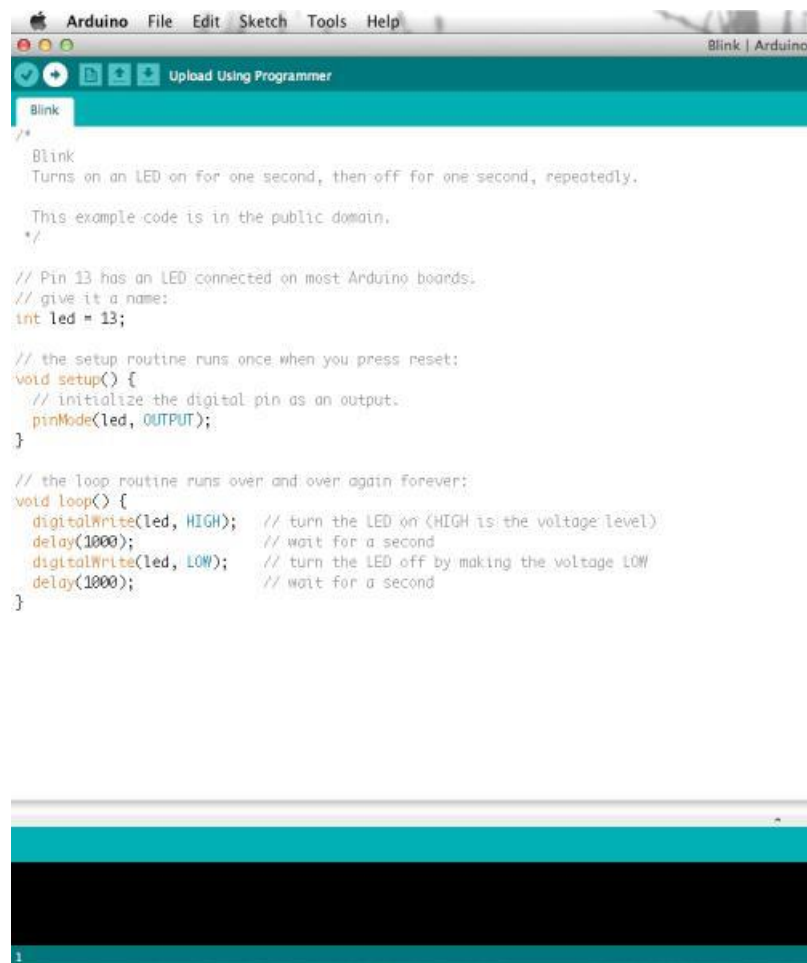 Arduino File Edit Sketch Tools Help
Blink | Arduino
Upload Using Programmer
Blink
/*
  Blink
  Turns on an LED on for one second, then off for one second, repeatedly.

  This example code is in the public domain.
 */

// Pin 13 has an LED connected on most Arduino boards.
// give it a name:
int led = 13;

// the setup routine runs once when you press reset:
void setup() {
  // initialize the digital pin as an output.
  pinMode(led, OUTPUT);
}

// the loop routine runs over and over again forever:
void loop() {
  digitalWrite(led, HIGH);   // turn the LED on (HIGH is the voltage level)
  delay(1000);               // wait for a second
  digitalWrite(led, LOW);    // turn the LED off by making the voltage LOW
  delay(1000);               // wait for a second
}
1